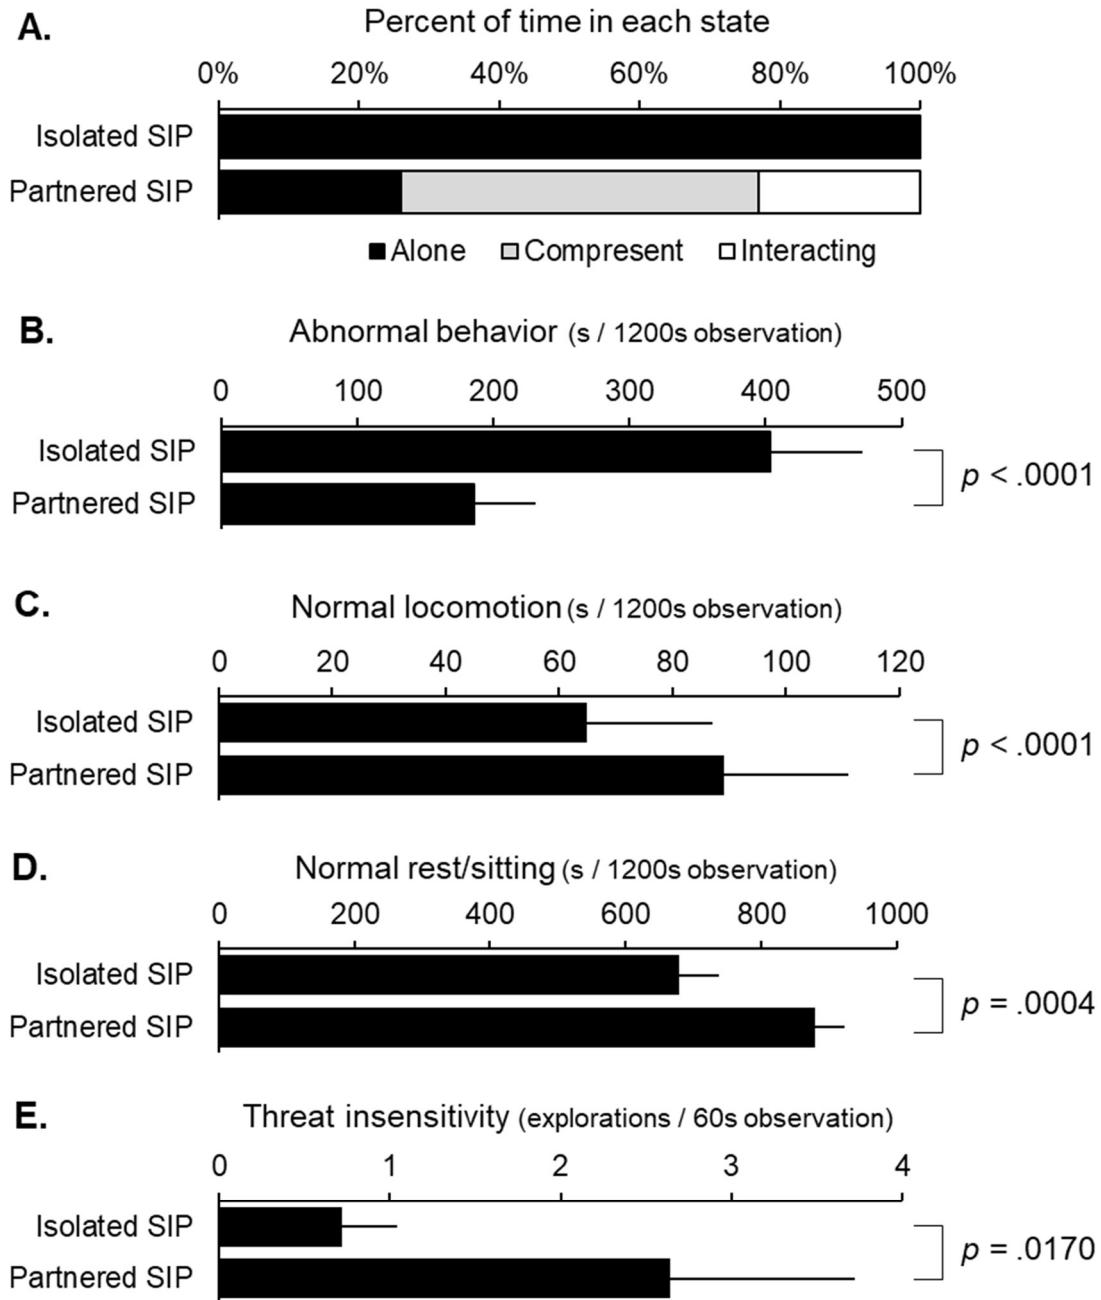 A.
Percent of time in each state
0% 20% 40% 60% 80% 100%
Isolated SIP
Partnered SIP
Alone Compresent Interacting
B.
Abnormal behavior (s / 1200s observation)
0 100 200 300 400 500
Isolated SIP
Partnered SIP
p < .0001
C.
Normal locomotion (s / 1200s observation)
0 20 40 60 80 100 120
Isolated SIP
Partnered SIP
p < .0001
D.
Normal rest/sitting (s / 1200s observation)
0 200 400 600 800 1000
Isolated SIP
Partnered SIP
p = .0004
E.
Threat insensitivity (explorations / 60s observation)
0 1 2 3 4
Isolated SIP
Partnered SIP
p = .0170